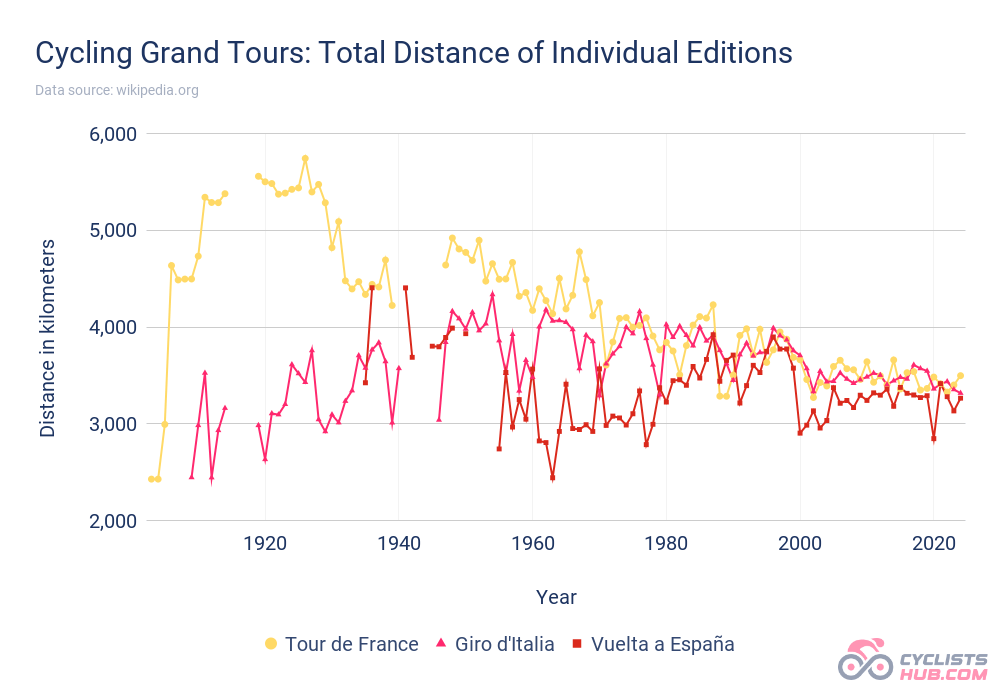 Cycling Grand Tours: Total Distance of Individual Editions
Data source: wikipedia.org
Distance in kilometers
6,000
5,000
4,000
3,000
2,000
1920 1940 1960 1980 2000 2020
Year
Tour de France Giro d'Italia Vuelta a España
CYCLISTS
HUB.COM